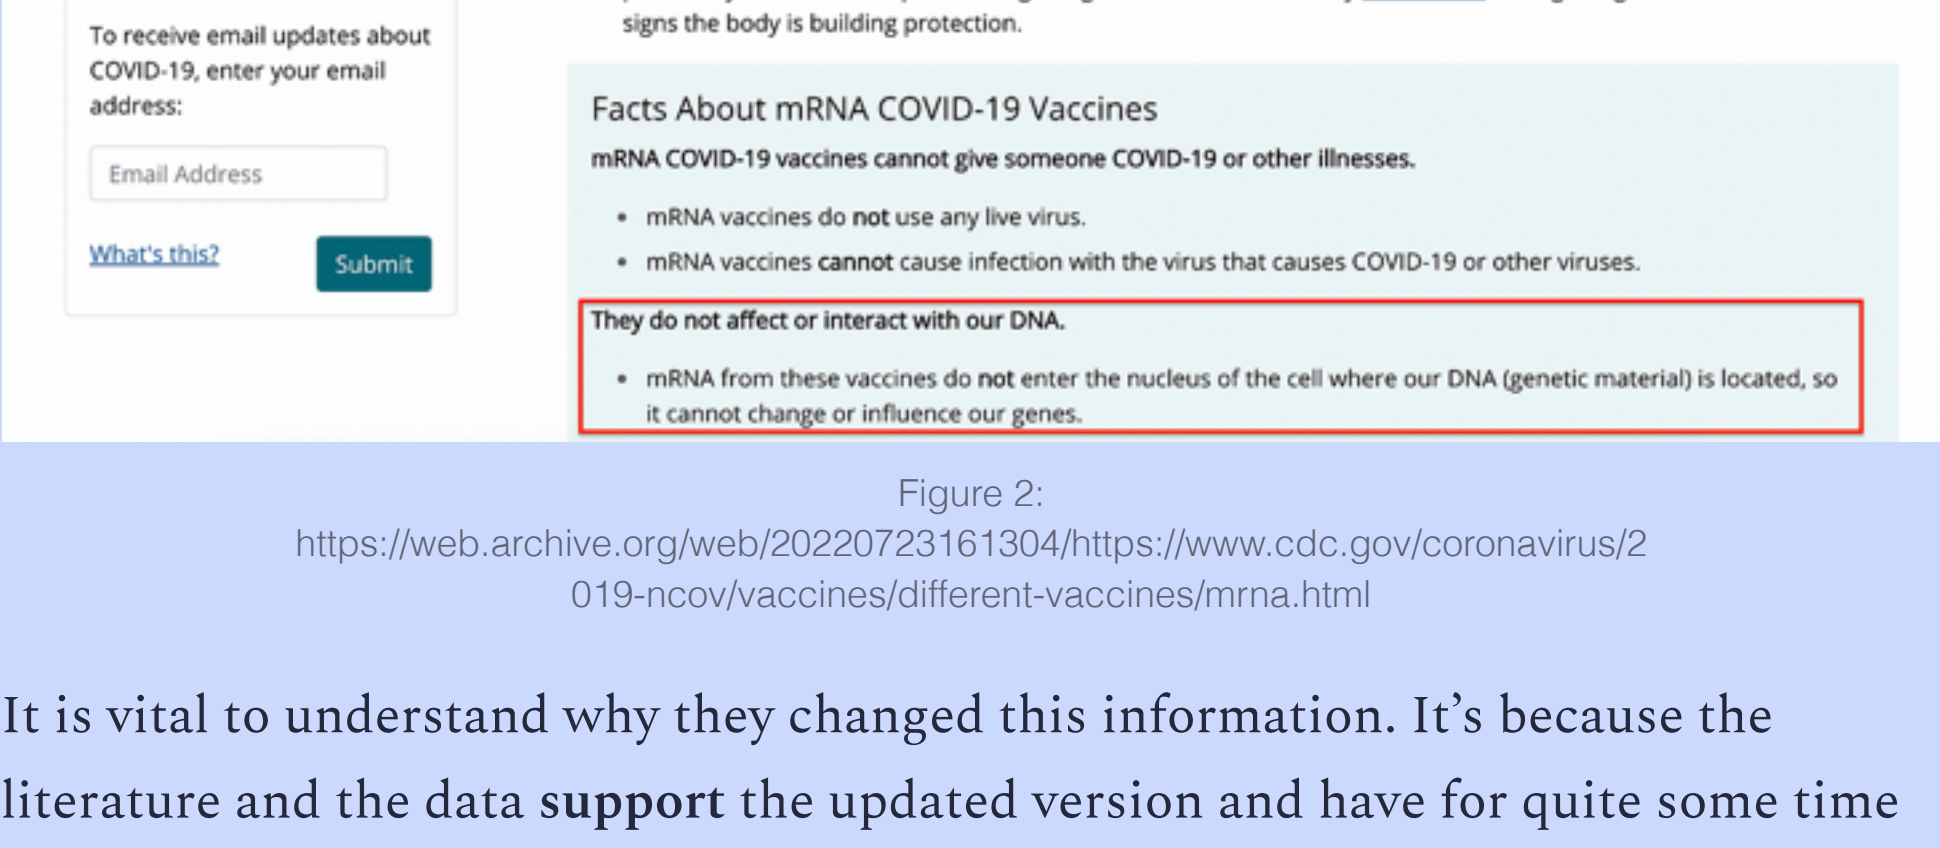 To receive email updates about
COVID-19, enter your email
address:
Email Address
What's this?
Submit
signs the body is building protection.
Facts About mRNA COVID-19 Vaccines
mRNA COVID-19 vaccines cannot give someone COVID-19 or other illnesses.
• mRNA vaccines do not use any live virus.
• mRNA vaccines cannot cause infection with the virus that causes COVID-19 or other viruses.
They do not affect or interact with our DNA.
• mRNA from these vaccines do not enter the nucleus of the cell where our DNA (genetic material) is located, so
it cannot change or influence our genes.
Figure 2:
https://web.archive.org/web/20220723161304/https://www.cdc.gov/coronavirus/2
019-ncov/vaccines/different-vaccines/mrna.html
It is vital to understand why they changed this information. It’s because the
literature and the data support the updated version and have for quite some time